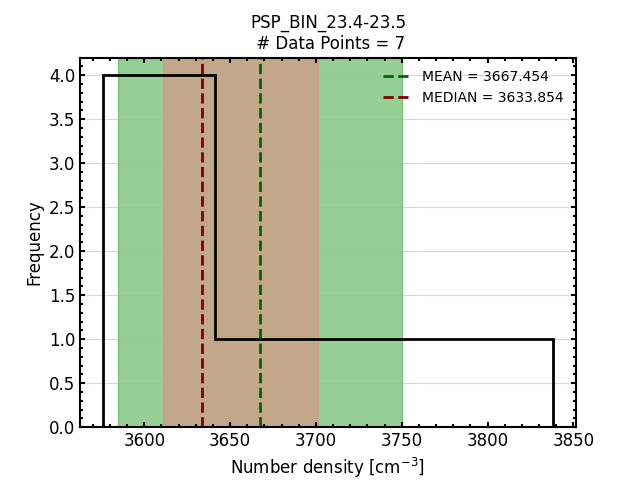 PSP_BIN_23.4-23.5
# Data Points = 7
MEAN = 3667.454
MEDIAN = 3633.854
4.0
3.5
3.0
2.5
2.0
1.5
1.0
0.5
0.0
Frequency
3600 3650 3700 3750 3800 3850
Number density [cm⁻³]